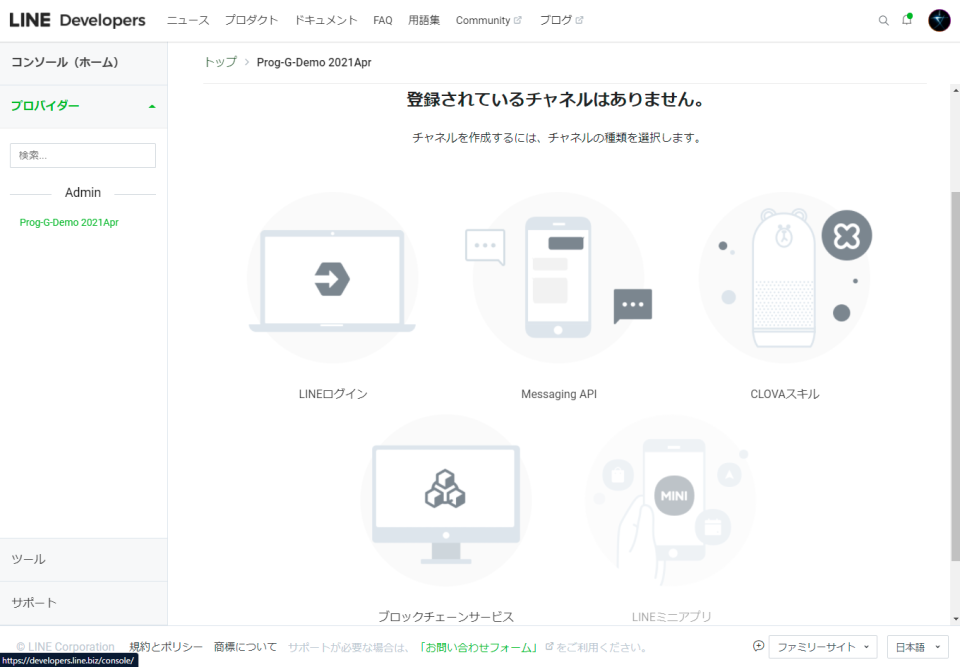 LINE Developers ニュース プロダクト ドキュメント FAQ 用語集 Community ブログ
コンソール（ホーム）
トップ > Prog-G-Demo 2021Apr
プロバイダー
検索...
Admin
Prog-G-Demo 2021Apr
登録されているチャネルはありません。
チャネルを作成するには、チャネルの種類を選択します。
LINEログイン Messaging API CLOVAスキル
MINI
ブロックチェーンサービス LINEミニアプリ
ツール
サポート
© LINE Corporation 規約とポリシー 商標について サポートが必要な場合は、「お問い合わせフォーム」をご利用ください。 ファミリーサイト 日本語
https://developers.line.biz/console/